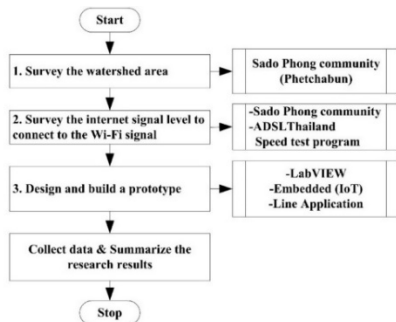 Start
1. Survey the watershed area
Sado Phong community
(Phetchabun)
2. Survey the internet signal level to
connect to the Wi-Fi signal
-Sado Phong community
-ADSLThailand
Speed test program
3. Design and build a prototype
-LabVIEW
-Embedded (IoT)
-Line Application
Collect data & Summarize the
research results
Stop